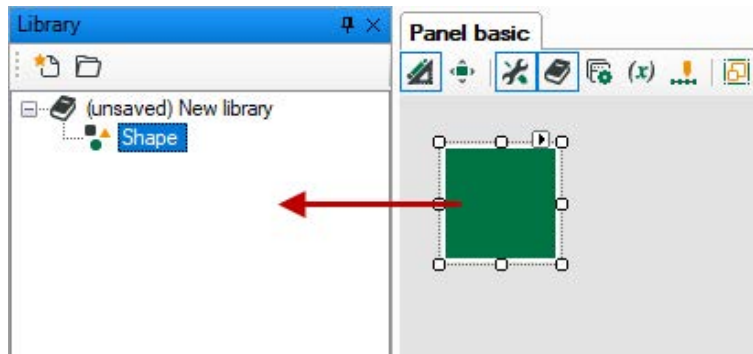 Library
Panel basic
(x)
(unsaved) New library
Shape